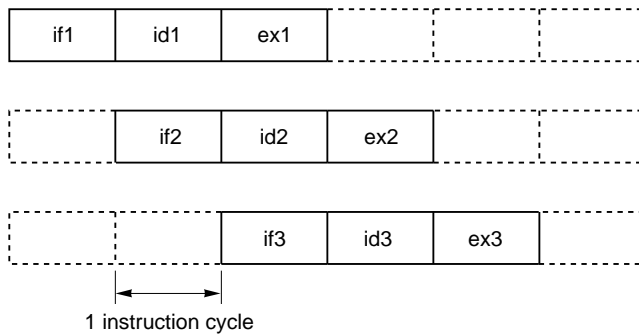 if1 id1 ex1
if2 id2 ex2
if3 id3 ex3
1 instruction cycle